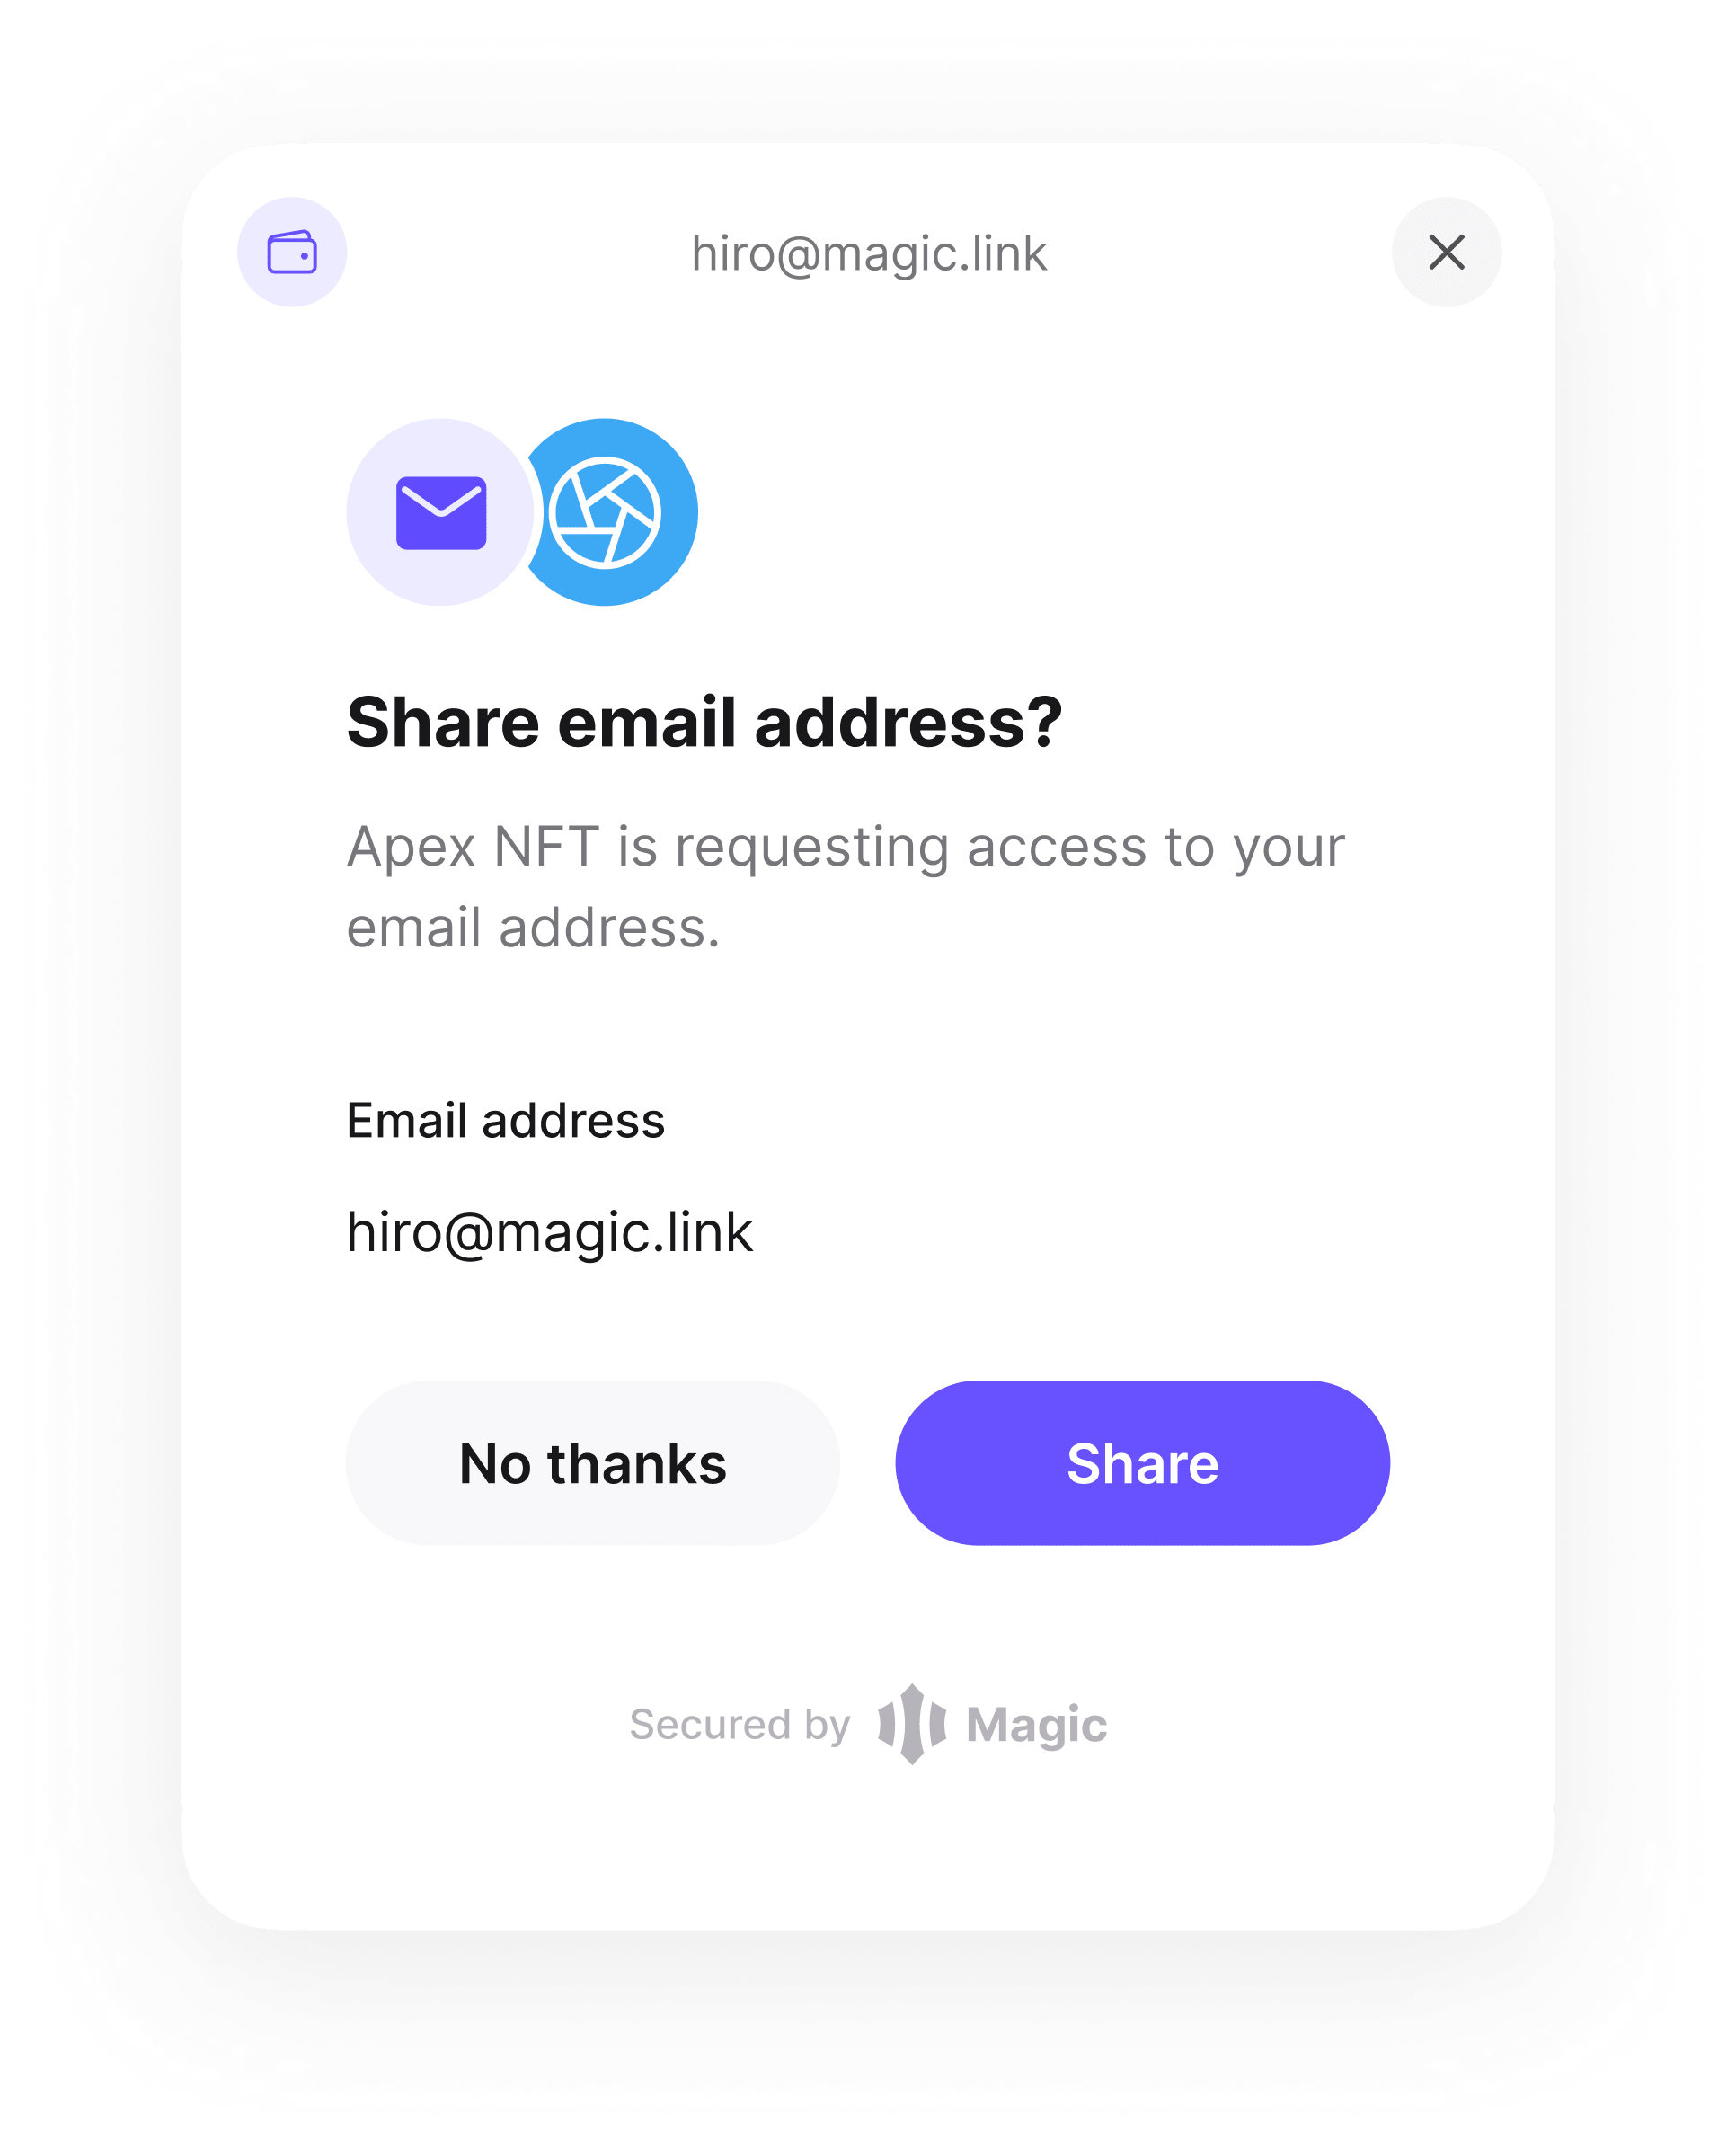 hiro@magic.link
Share email address?
Apex NFT is requesting access to your
email address.
Email address
hiro@magic.link
No thanks
Share
Secured by Magic